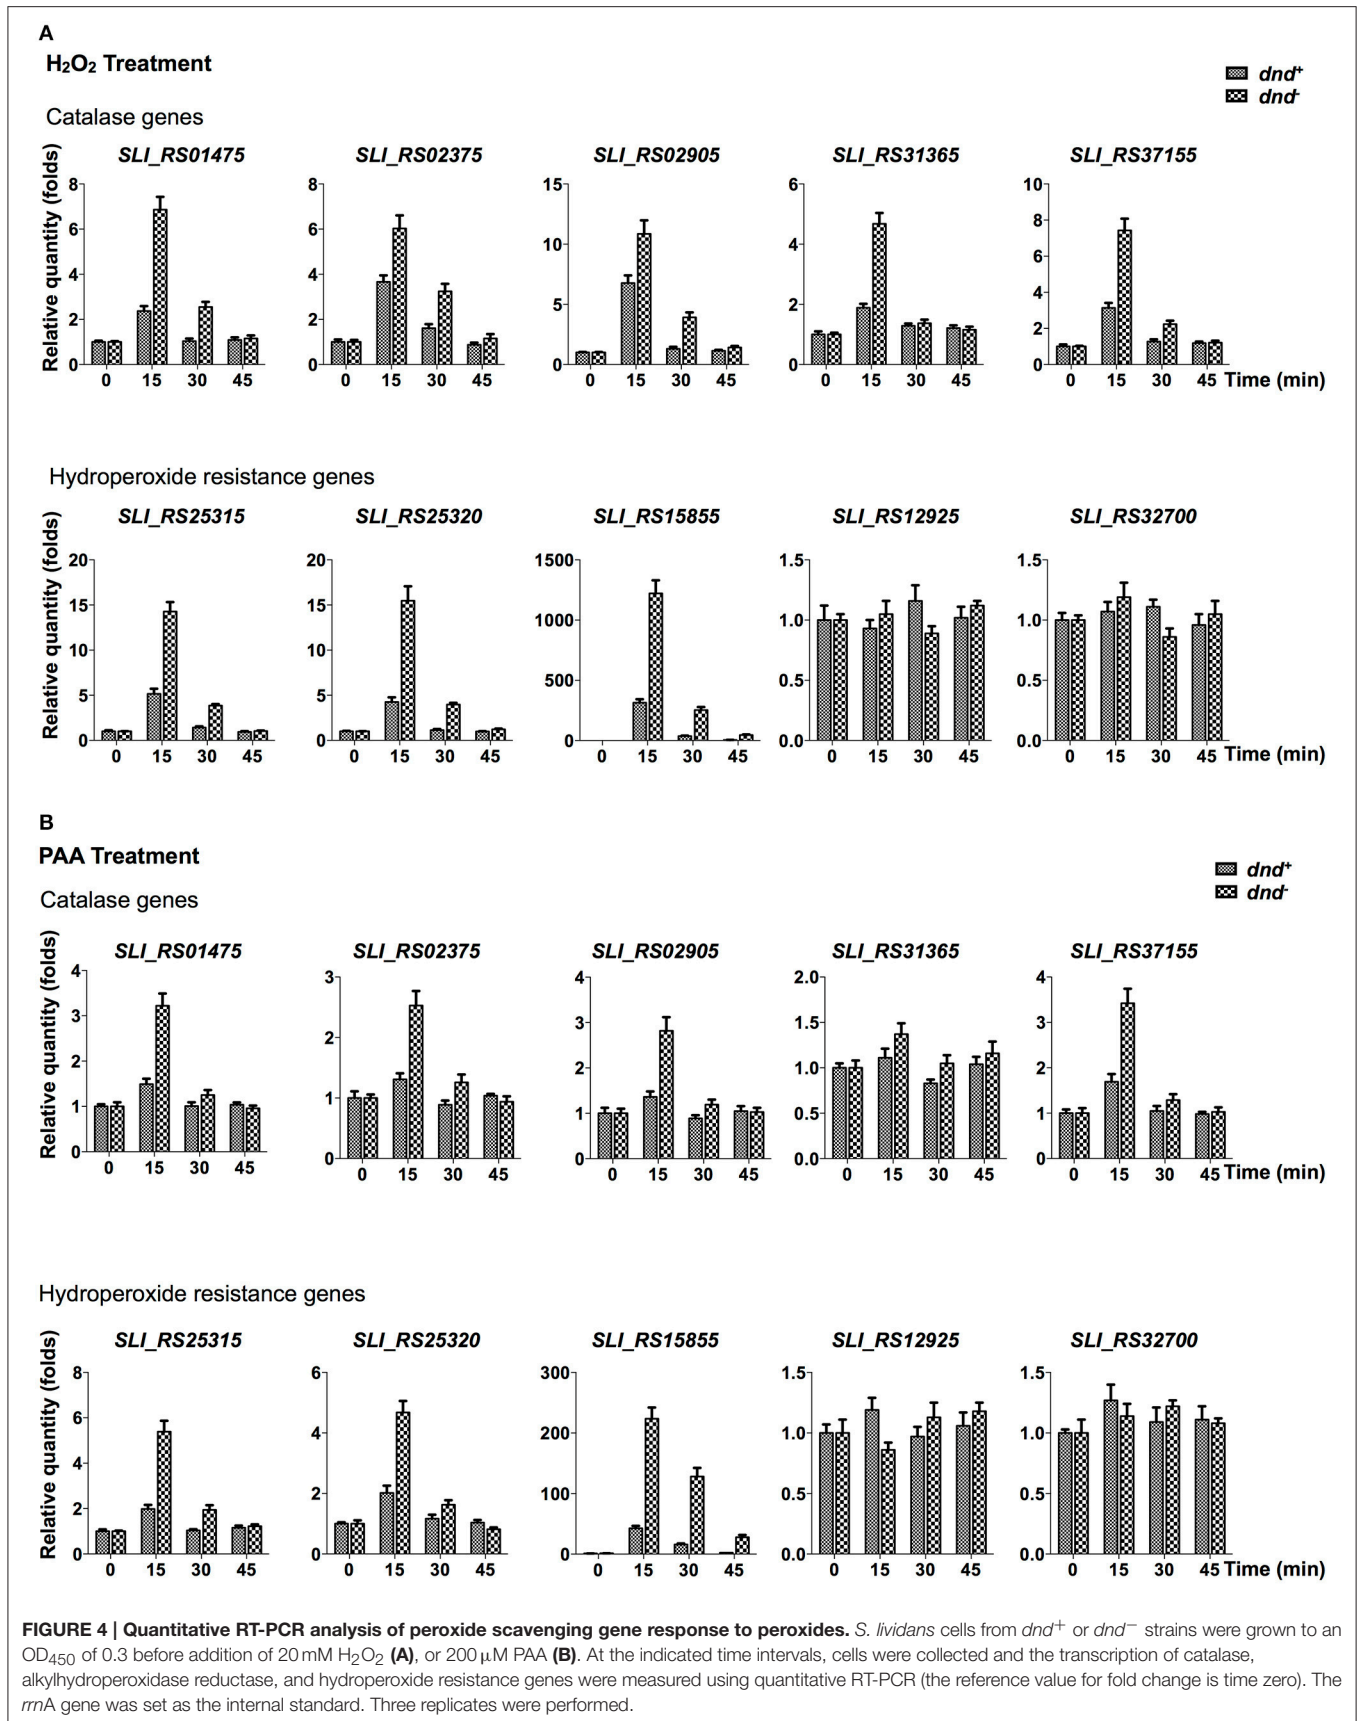 A
H₂O₂ Treatment
dnd⁺
dnd⁻
Catalase genes
SLI_RS01475 SLI_RS02375 SLI_RS02905 SLI_RS31365 SLI_RS37155
Relative quantity (folds)
8 6 4 2 0
8 6 4 2 0
15 10 5 0
6 4 2 0
10 8 6 4 2 0
0 15 30 45 0 15 30 45 0 15 30 45 0 15 30 45 0 15 30 45 Time (min)
Hydroperoxide resistance genes
SLI_RS25315 SLI_RS25320 SLI_RS15855 SLI_RS12925 SLI_RS32700
Relative quantity (folds)
20 15 10 5 0
20 15 10 5 0
1500 1000 500 0
1.5 1.0 0.5 0.0
1.5 1.0 0.5 0.0
0 15 30 45 0 15 30 45 0 15 30 45 0 15 30 45 0 15 30 45 Time (min)
B
PAA Treatment
dnd⁺
dnd⁻
Catalase genes
SLI_RS01475 SLI_RS02375 SLI_RS02905 SLI_RS31365 SLI_RS37155
Relative quantity (folds)
4 3 2 1 0
3 2 1 0
4 3 2 1 0
2.0 1.5 1.0 0.5 0.0
4 3 2 1 0
0 15 30 45 0 15 30 45 0 15 30 45 0 15 30 45 0 15 30 45 Time (min)
Hydroperoxide resistance genes
SLI_RS25315 SLI_RS25320 SLI_RS15855 SLI_RS12925 SLI_RS32700
Relative quantity (folds)
8 6 4 2 0
6 4 2 0
300 200 100 0
1.5 1.0 0.5 0.0
1.5 1.0 0.5 0.0
0 15 30 45 0 15 30 45 0 15 30 45 0 15 30 45 0 15 30 45 Time (min)
FIGURE 4 | Quantitative RT-PCR analysis of peroxide scavenging gene response to peroxides. S. lividans cells from dnd⁺ or dnd⁻ strains were grown to an
OD₄₅₀ of 0.3 before addition of 20 mM H₂O₂ (A), or 200 μM PAA (B). At the indicated time intervals, cells were collected and the transcription of catalase,
alkylhydroperoxidase reductase, and hydroperoxide resistance genes were measured using quantitative RT-PCR (the reference value for fold change is time zero). The
rrnA gene was set as the internal standard. Three replicates were performed.